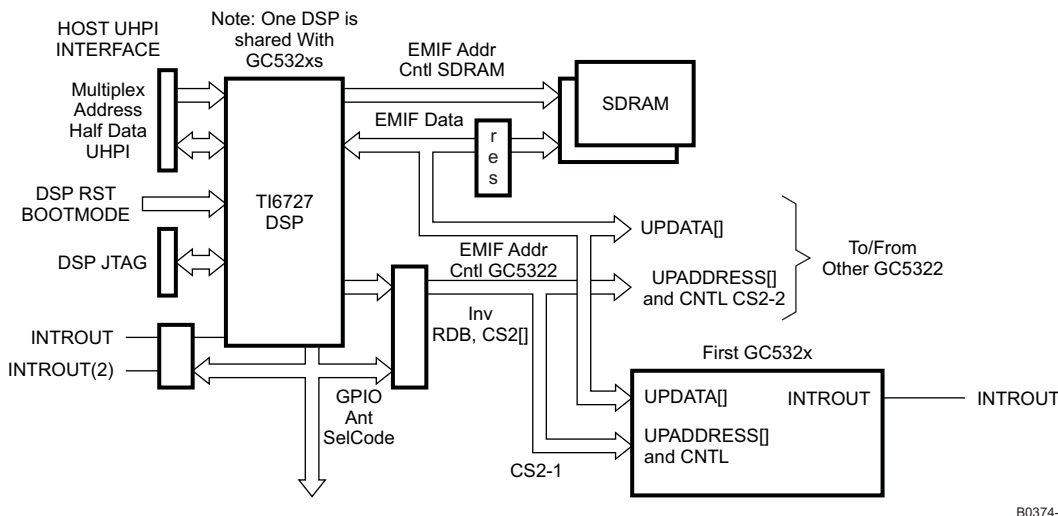 Note: One DSP is
shared With
GC532xs
HOST UHPI
INTERFACE
Multiplex
Address
Half Data
UHPI
EMIF Addr
Cntl SDRAM
SDRAM
EMIF Data
r
e
s
DSP RST
BOOTMODE
TI6727
DSP
DSP JTAG
UPDATA[]
EMIF Addr
Cntl GC5322
UPADDRESS[]
and CNTL CS2-2
To/From
Other GC5322
Inv
RDB, CS2[]
INTROUT
INTROUT(2)
GPIO
Ant
SelCode
First GC532x
UPDATA[]
INTROUT
INTROUT
UPADDRESS[]
and CNTL
CS2-1